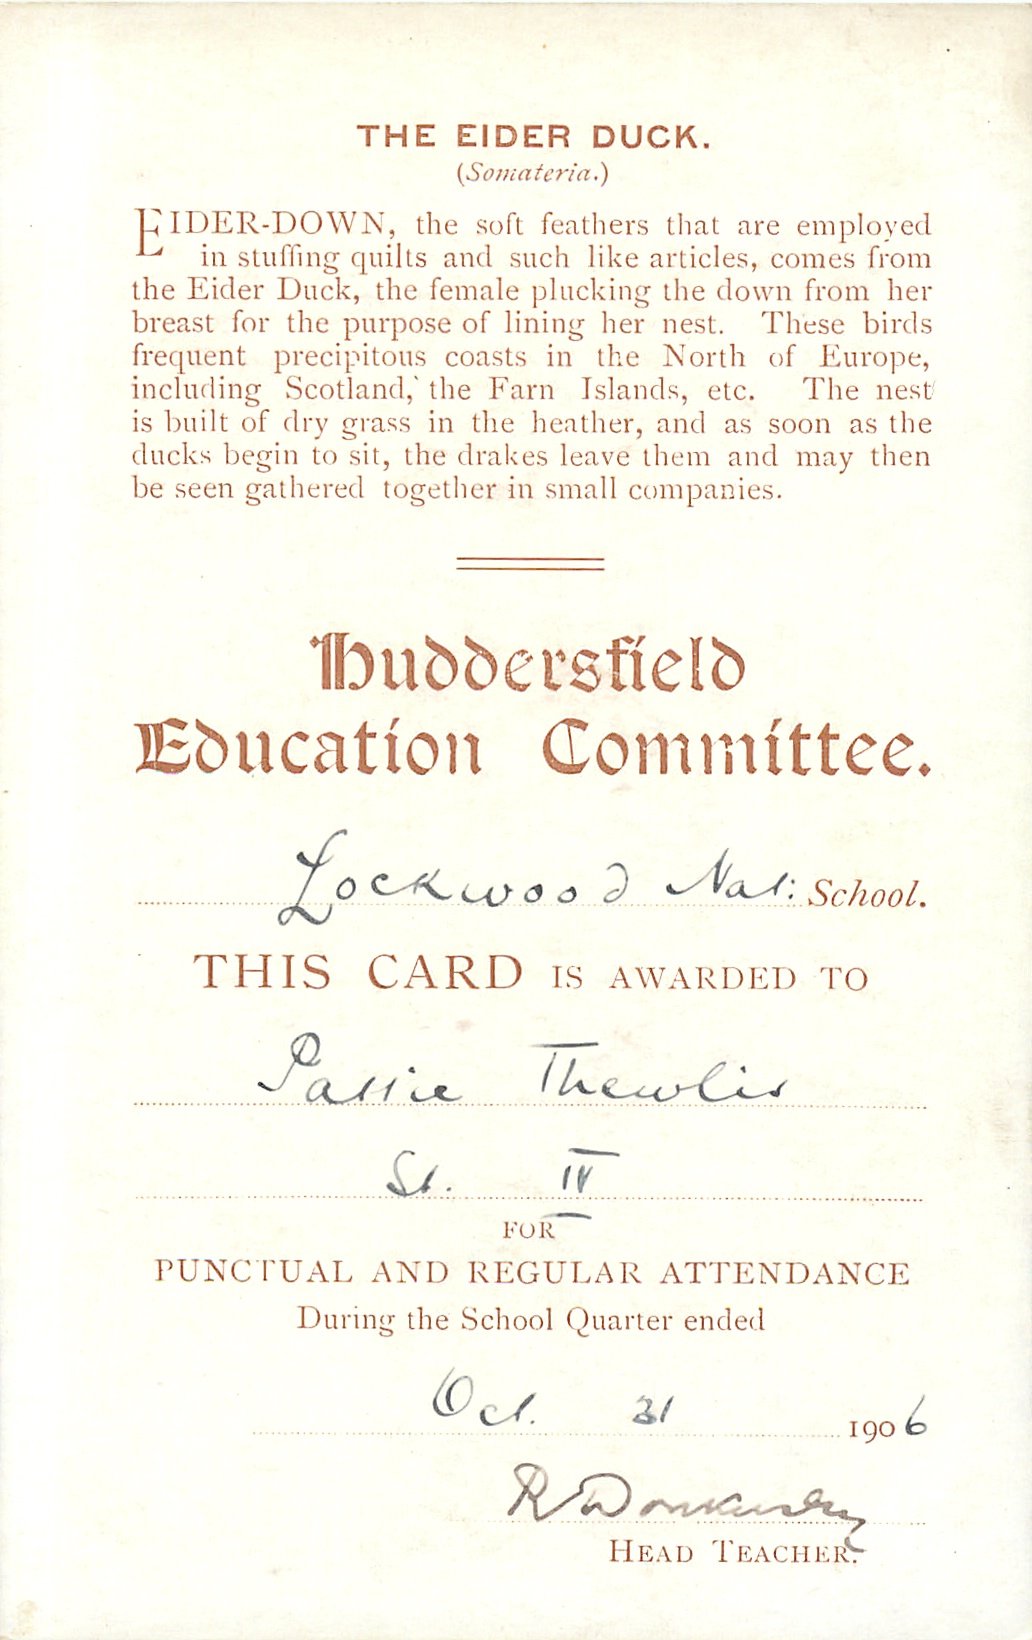 THE EIDER DUCK.
(Somateria.)
EIDER-DOWN, the soft feathers that are employed
in stuffing quilts and such like articles, comes from
the Eider Duck, the female plucking the down from her
breast for the purpose of lining her nest. These birds
frequent precipitous coasts in the North of Europe,
including Scotland, the Farn Islands, etc. The nest
is built of dry grass in the heather, and as soon as the
ducks begin to sit, the drakes leave them and may then
be seen gathered together in small companies.
Huddersfield
Education Committee.
Lockwood Nat: School.
THIS CARD IS AWARDED TO
Thewlis
St. IV
FOR
PUNCTUAL AND REGULAR ATTENDANCE
During the School Quarter ended
Oct. 31 1906
R
HEAD TEACHER.